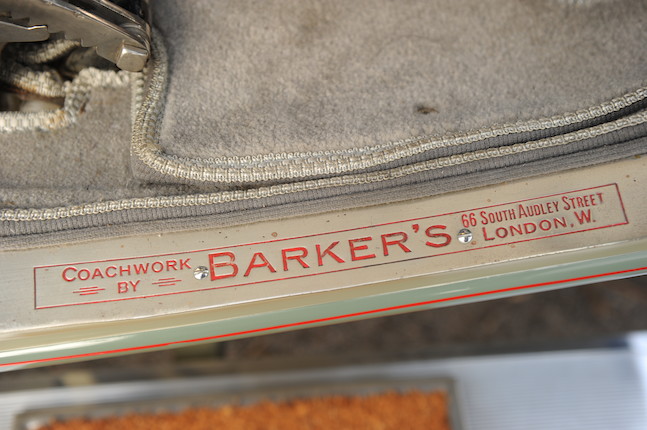 COACHWORK
BY
BARKER'S
66 SOUTH AUDLEY STREET
LONDON. W.